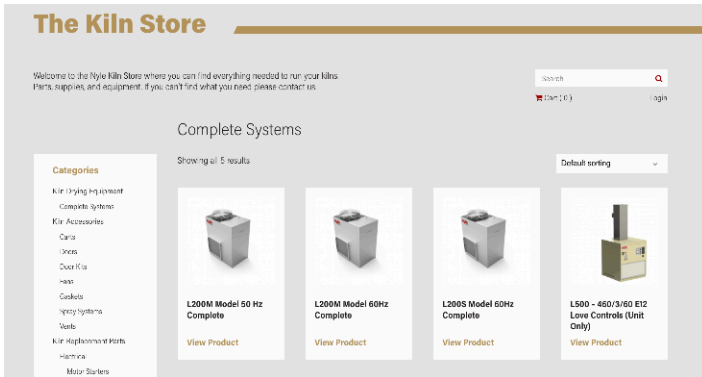 The Kiln Store
Welcome to the Nyle Kiln Store where you can find everything needed to run your kilns
Parts, supplies, and equipment. If you can't find what you need please contact us
Search
Cart ( 0 )
Login
Complete Systems
Showing all 5 results
Default sorting
Categories
Kiln Drying Equipment
Complete Systems
Kiln Accessories
Carts
Doors
Door Kits
Fans
Gaskets
Spray Systems
Vents
Kiln Replacement Parts
Electrical
Motor Starters
L200M Model 50 Hz
Complete
View Product
L200M Model 60Hz
Complete
View Product
L200S Model 60Hz
Complete
View Product
L500 - 460/3/60 E12
Love Controls (Unit
Only)
View Product